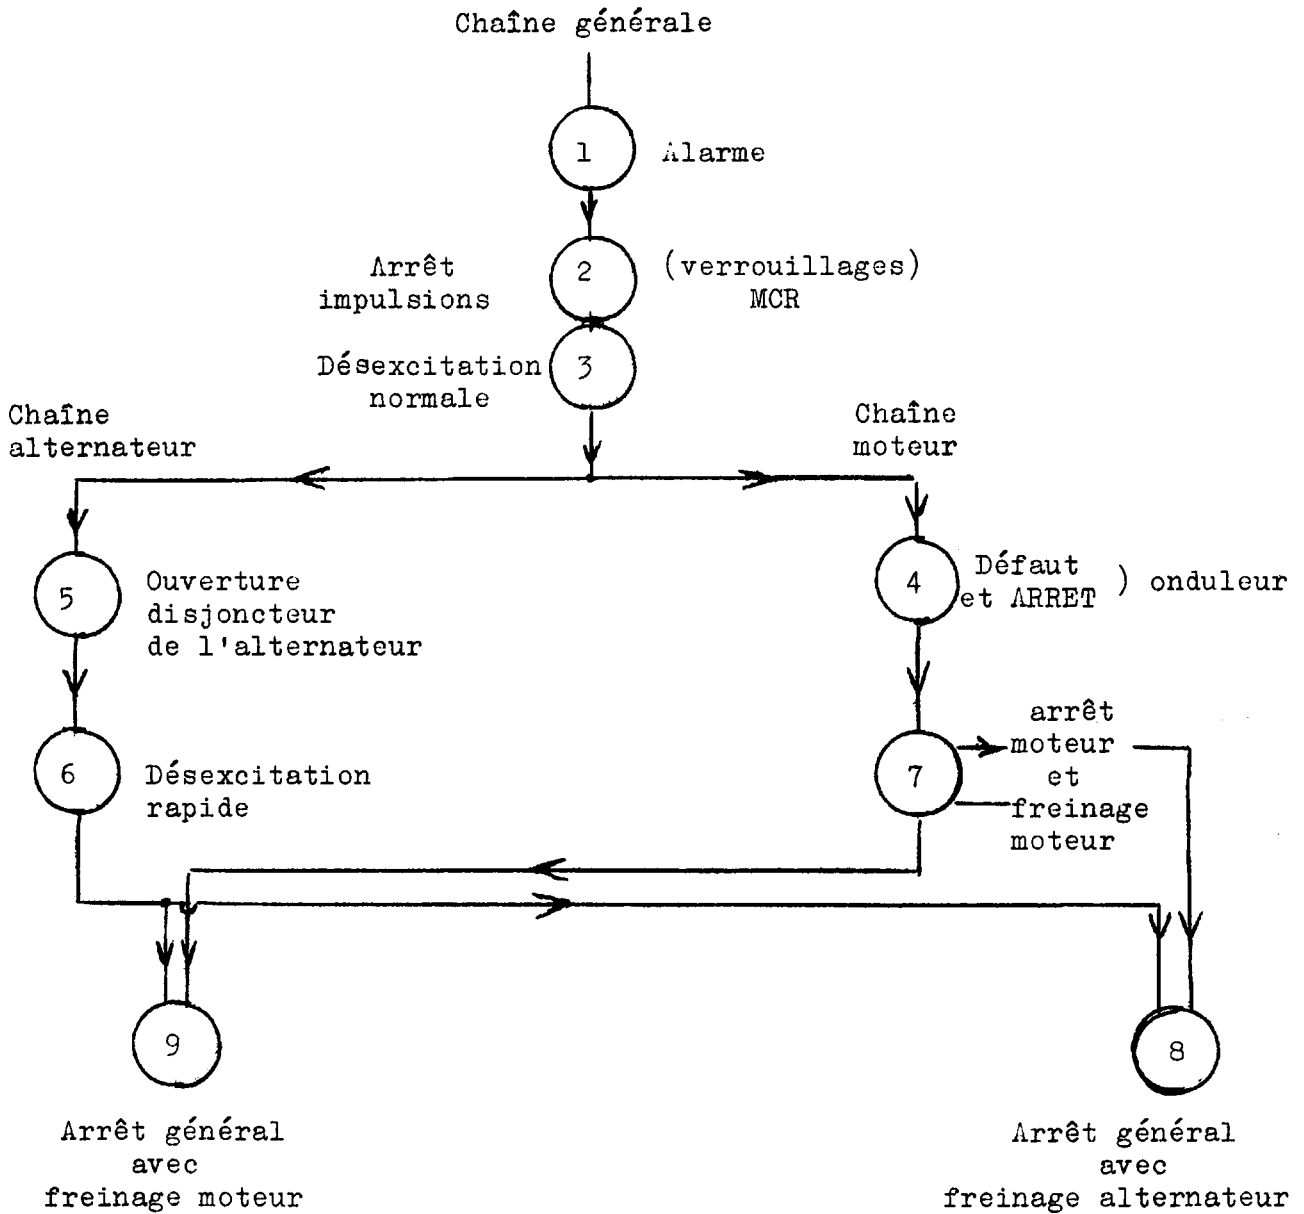 Chaîne générale
1
Alarme
Arrêt
impulsions
2
(verrouillages)
MCR
Désexcitation
normale
3
Chaîne
alternateur
Chaîne
moteur
5
Ouverture
disjoncteur
de l'alternateur
4
Défaut
et ARRET
) onduleur
6
Désexcitation
rapide
7
arrêt
moteur
et
freinage
moteur
9
8
Arrêt général
avec
freinage moteur
Arrêt général
avec
freinage alternateur